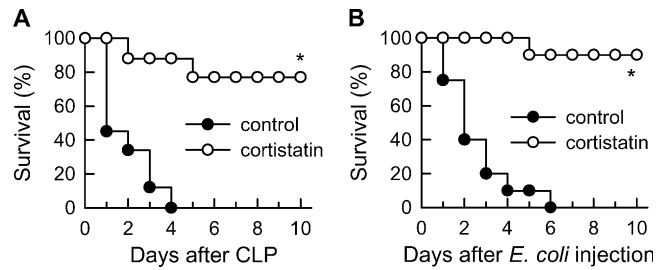 A
100
80
60
40
20
0
Survival (%)
*
control
cortistatin
0 2 4 6 8 10
Days after CLP
B
100
80
60
40
20
0
Survival (%)
*
control
cortistatin
0 2 4 6 8 10
Days after E. coli injection